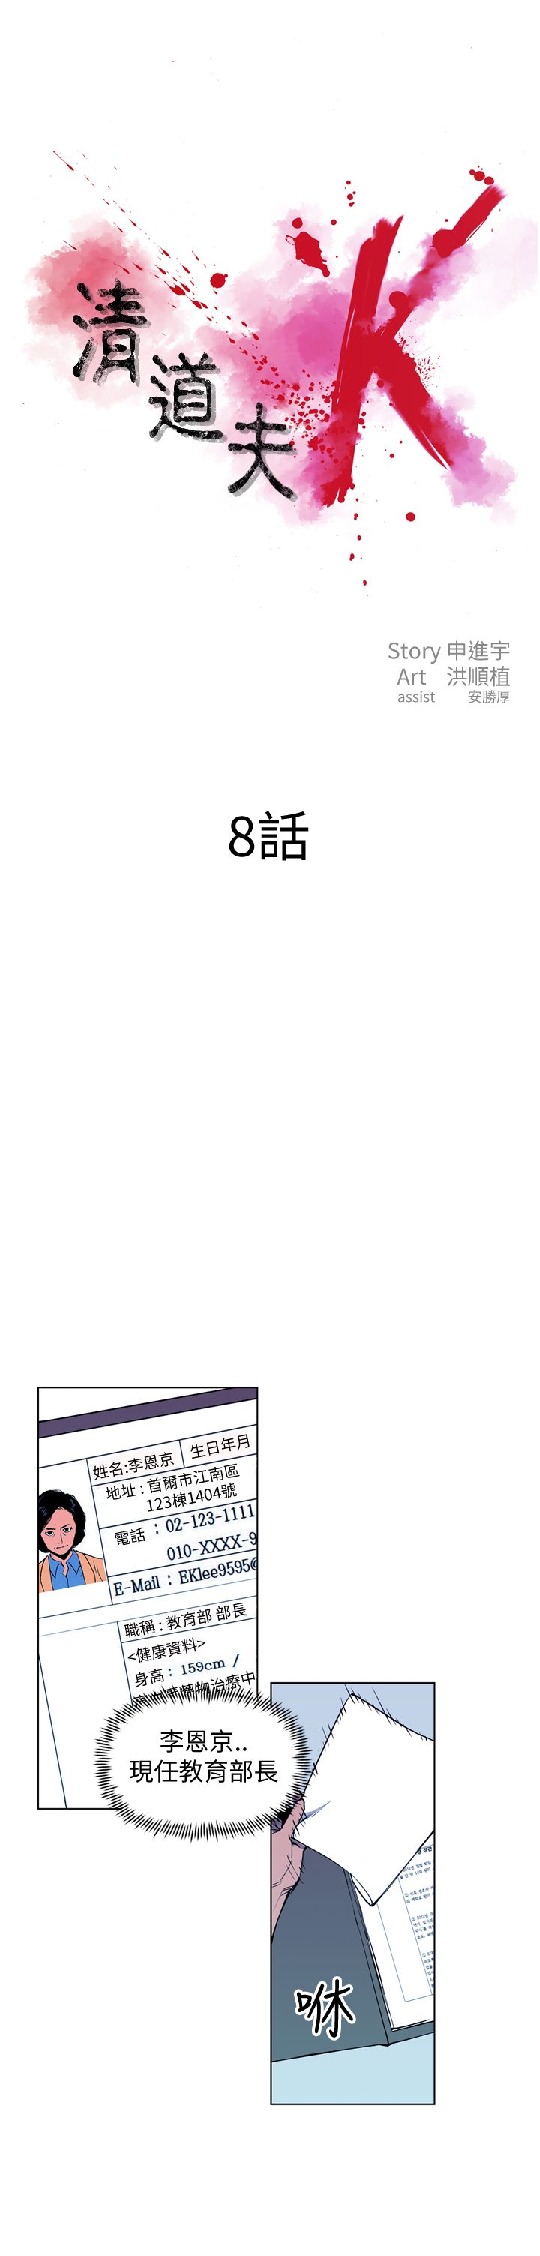 清道夫K
Story 申進宇
Art 洪順植
assist 安勝厚
8話
姓名:李恩京
生日年月
地址:首爾市江南區
123棟1404號
電話:02-123-1111
010-XXXX-9
E-Mail:EKlee9595@
職稱:教育部 部長
<健康資料>
身高:159cm /
藥物治療中
李恩京..
現任教育部長
咻